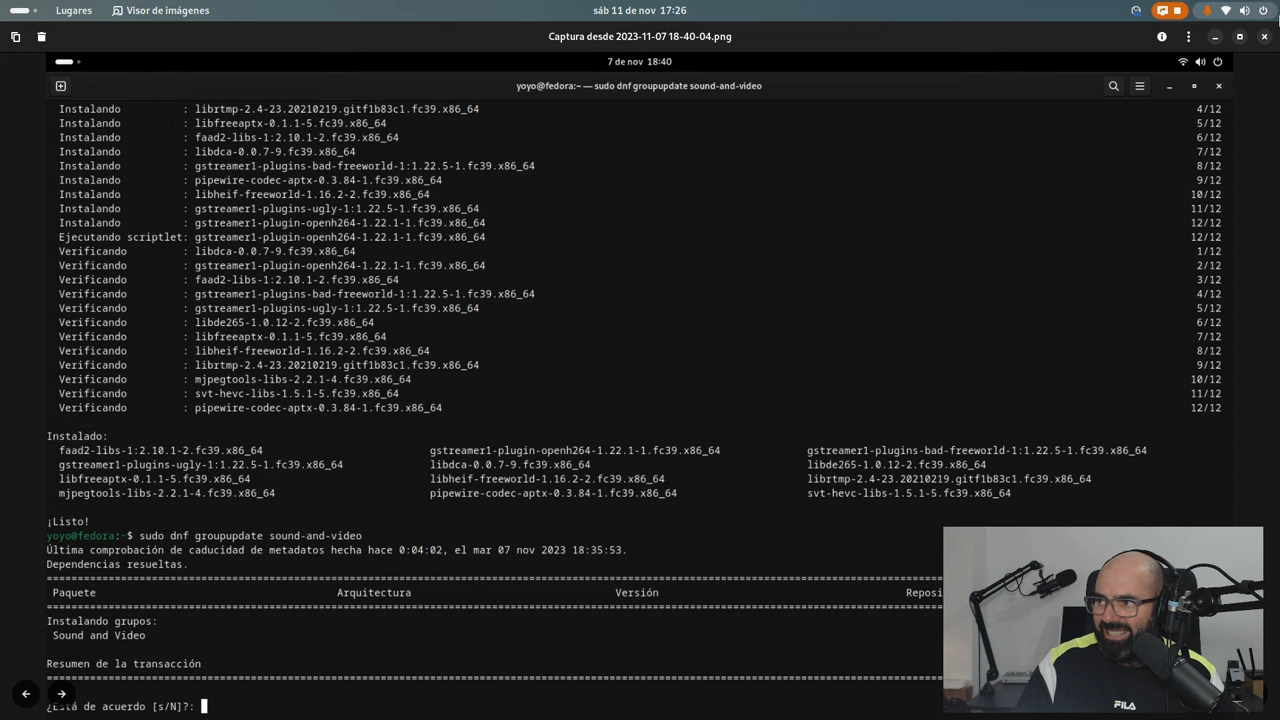 Lugares Visor de imágenes sáb 11 de nov 17:26
Captura desde 2023-11-07 18-40-04.png
7 de nov 18:40
yoyo@fedora:~ — sudo dnf groupupdate sound-and-video
Instalando : librtmp-2.4-23.20210219.gitf1b83c1.fc39.x86_64 4/12
Instalando : libfreeaptx-0.1.1-5.fc39.x86_64 5/12
Instalando : faad2-libs-1:2.10.1-2.fc39.x86_64 6/12
Instalando : libdca-0.0.7-9.fc39.x86_64 7/12
Instalando : gstreamer1-plugins-bad-freeworld-1:1.22.5-1.fc39.x86_64 8/12
Instalando : pipewire-codec-aptx-0.3.84-1.fc39.x86_64 9/12
Instalando : libheif-freeworld-1.16.2-2.fc39.x86_64 10/12
Instalando : gstreamer1-plugins-ugly-1:1.22.5-1.fc39.x86_64 11/12
Instalando : gstreamer1-plugin-openh264-1.22.1-1.fc39.x86_64 12/12
Ejecutando scriptlet: gstreamer1-plugin-openh264-1.22.1-1.fc39.x86_64 12/12
Verificando : libdca-0.0.7-9.fc39.x86_64 1/12
Verificando : gstreamer1-plugin-openh264-1.22.1-1.fc39.x86_64 2/12
Verificando : faad2-libs-1:2.10.1-2.fc39.x86_64 3/12
Verificando : gstreamer1-plugins-bad-freeworld-1:1.22.5-1.fc39.x86_64 4/12
Verificando : gstreamer1-plugins-ugly-1:1.22.5-1.fc39.x86_64 5/12
Verificando : libde265-1.0.12-2.fc39.x86_64 6/12
Verificando : libfreeaptx-0.1.1-5.fc39.x86_64 7/12
Verificando : libheif-freeworld-1.16.2-2.fc39.x86_64 8/12
Verificando : librtmp-2.4-23.20210219.gitf1b83c1.fc39.x86_64 9/12
Verificando : mjpegtools-libs-2.2.1-4.fc39.x86_64 10/12
Verificando : svt-hevc-libs-1.5.1-5.fc39.x86_64 11/12
Verificando : pipewire-codec-aptx-0.3.84-1.fc39.x86_64 12/12
Instalado:
faad2-libs-1:2.10.1-2.fc39.x86_64 gstreamer1-plugin-openh264-1.22.1-1.fc39.x86_64 gstreamer1-plugins-bad-freeworld-1:1.22.5-1.fc39.x86_64
gstreamer1-plugins-ugly-1:1.22.5-1.fc39.x86_64 libdca-0.0.7-9.fc39.x86_64 libde265-1.0.12-2.fc39.x86_64
libfreeaptx-0.1.1-5.fc39.x86_64 libheif-freeworld-1.16.2-2.fc39.x86_64 librtmp-2.4-23.20210219.gitf1b83c1.fc39.x86_64
mjpegtools-libs-2.2.1-4.fc39.x86_64 pipewire-codec-aptx-0.3.84-1.fc39.x86_64 svt-hevc-libs-1.5.1-5.fc39.x86_64
¡Listo!
yoyo@fedora:~$ sudo dnf groupupdate sound-and-video
Última comprobación de caducidad de metadatos hecha hace 0:04:02, el mar 07 nov 2023 18:35:53.
Dependencias resueltas.
Paquete Arquitectura Versión Reposi
Instalando grupos:
Sound and Video
Resumen de la transacción
¿Está de acuerdo [s/N]?:
FILA